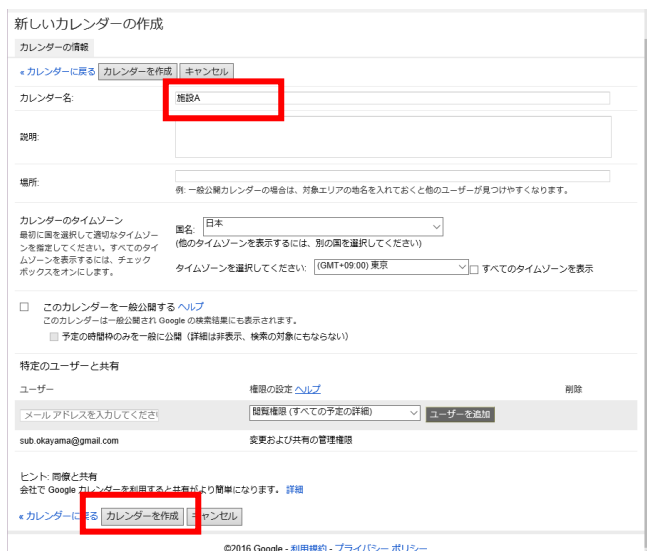 新しいカレンダーの作成
カレンダーの情報
« カレンダーに戻る カレンダーを作成 キャンセル
カレンダー名: 施設A
説明:
場所:
例: 一般公開カレンダーの場合は、対象エリアの地名を入れておくと他のユーザーが見つけやすくなります。
カレンダーのタイムゾーン
最初に国を選択して適切なタイムゾーンを指定してください。すべてのタイムゾーンを表示するには、チェックボックスをオンにします。
国名: 日本
(他のタイムゾーンを表示するには、別の国を選択してください)
タイムゾーンを選択してください: (GMT+09:00) 東京 すべてのタイムゾーンを表示
このカレンダーを一般公開する ヘルプ
このカレンダーは一般公開され Google の検索結果にも表示されます。
予定の時間枠のみを一般に公開（詳細は非表示、検索の対象にもならない）
特定のユーザーと共有
ユーザー 権限の設定 ヘルプ 削除
メール アドレスを入力してくださ 閲覧権限 (すべての予定の詳細) ユーザーを追加
sub.okayama@gmail.com 変更および共有の管理権限
ヒント: 同僚と共有
会社で Google カレンダーを利用すると共有がより簡単になります。 詳細
« カレンダーに戻る カレンダーを作成 キャンセル
©2016 Google - 利用規約 - プライバシー ポリシー